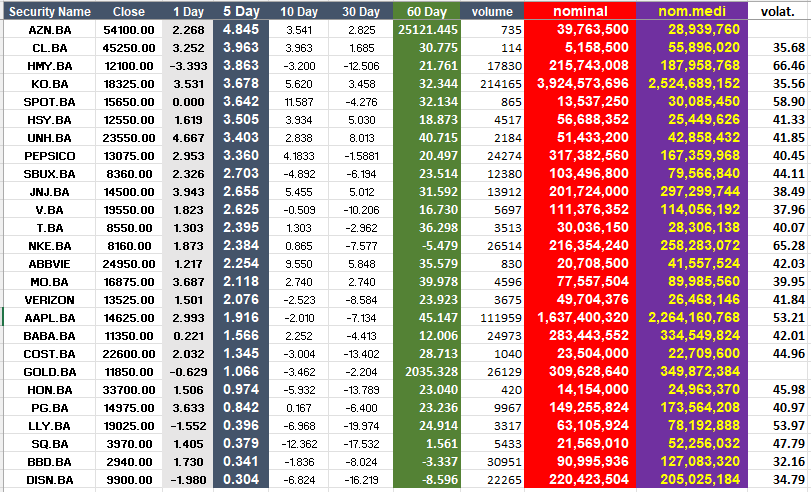 Security Name Close 1 Day 5 Day 10 Day 30 Day 60 Day volume nominal nom.medi volat.
AZN.BA 54100.00 2.268 4.845 3.541 2.825 25121.445 735 39,763,500 28,939,760
CL.BA 45250.00 3.252 3.963 3.963 1.685 30.775 114 5,158,500 55,896,020 35.68
HMY.BA 12100.00 -3.393 3.863 -3.200 -12.506 21.761 17830 215,743,008 187,958,768 66.46
KO.BA 18325.00 3.531 3.678 5.620 3.458 32.344 214165 3,924,573,696 2,524,689,152 35.56
SPOT.BA 15650.00 0.000 3.642 11.587 -4.276 32.134 865 13,537,250 30,085,450 58.90
HSY.BA 12550.00 1.619 3.505 3.934 5.030 18.873 4517 56,688,352 25,449,626 41.33
UNH.BA 23550.00 4.667 3.403 2.838 8.013 40.715 2184 51,433,200 42,858,432 41.85
PEPSICO 13075.00 2.953 3.360 4.1833 -1.5881 20.497 24274 317,382,560 167,359,968 40.45
SBUX.BA 8360.00 2.326 2.703 -4.892 -6.194 23.514 12380 103,496,800 79,566,840 44.11
JNJ.BA 14500.00 3.943 2.655 5.455 5.012 31.592 13912 201,724,000 297,299,744 38.49
V.BA 19550.00 1.823 2.625 -0.509 -10.206 16.730 5697 111,376,352 114,056,192 37.96
T.BA 8550.00 1.303 2.395 1.303 -2.962 36.298 3513 30,036,150 28,306,138 40.07
NKE.BA 8160.00 1.873 2.384 0.865 -7.577 -5.479 26514 216,354,240 258,283,072 65.28
ABBVIE 24950.00 1.217 2.254 9.550 5.848 35.579 830 20,708,500 41,557,524 42.03
MO.BA 16875.00 3.687 2.118 2.740 2.740 39.978 4596 77,557,504 89,985,560 39.95
VERIZON 13525.00 1.501 2.076 -2.523 -8.584 23.923 3675 49,704,376 26,468,146 41.84
AAPL.BA 14625.00 2.993 1.916 -2.010 -7.134 45.147 111959 1,637,400,320 2,264,160,768 53.21
BABA.BA 11350.00 0.221 1.566 2.252 -4.413 12.006 24973 283,443,552 334,549,824 42.01
COST.BA 22600.00 2.032 1.345 -3.004 -13.402 28.713 1040 23,504,000 22,709,600 44.96
GOLD.BA 11850.00 -0.629 1.066 -3.462 -2.204 2035.328 26129 309,628,640 349,872,384
HON.BA 33700.00 1.506 0.974 -5.932 -13.789 23.040 420 14,154,000 24,963,370 45.98
PG.BA 14975.00 3.633 0.842 0.167 -6.400 23.236 9967 149,255,824 173,564,208 40.97
LLY.BA 19025.00 -1.552 0.396 -6.968 -19.974 24.914 3317 63,105,924 78,192,888 53.97
SQ.BA 3970.00 1.405 0.379 -12.362 -17.532 1.561 5433 21,569,010 52,256,032 47.79
BBD.BA 2940.00 1.730 0.341 -1.836 -8.024 -3.337 30951 90,995,936 127,083,320 32.16
DISN.BA 9900.00 -1.980 0.304 -6.824 -16.219 -8.596 22265 220,423,504 205,025,184 34.79